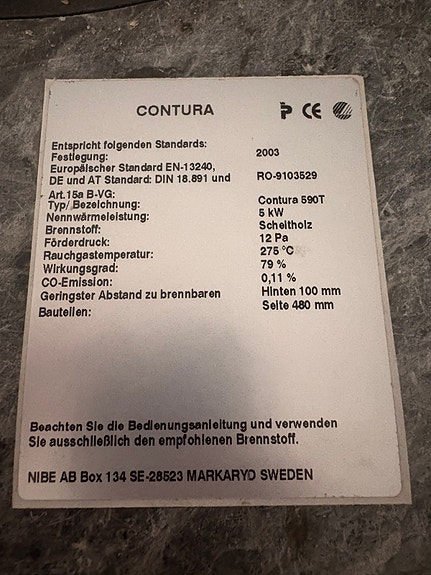 CONTURA P CE
Entspricht folgenden Standards:
Festlegung: 2003
Europäischer Standard EN-13240,
DE und AT Standard: DIN 18.891 und RO-9103529
Art.15a B-VG:
Typ/ Bezeichnung: Contura 590T
Nennwärmeleistung: 5 kW
Brennstoff: Scheitholz
Förderdruck: 12 Pa
Rauchgastemperatur: 275 °C
Wirkungsgrad: 79 %
CO-Emission: 0,11 %
Geringster Abstand zu brennbaren Hinten 100 mm
Bauteilen: Seite 480 mm
Beachten Sie die Bedienungsanleitung und verwenden
Sie ausschließlich den empfohlenen Brennstoff.
NIBE AB Box 134 SE-28523 MARKARYD SWEDEN